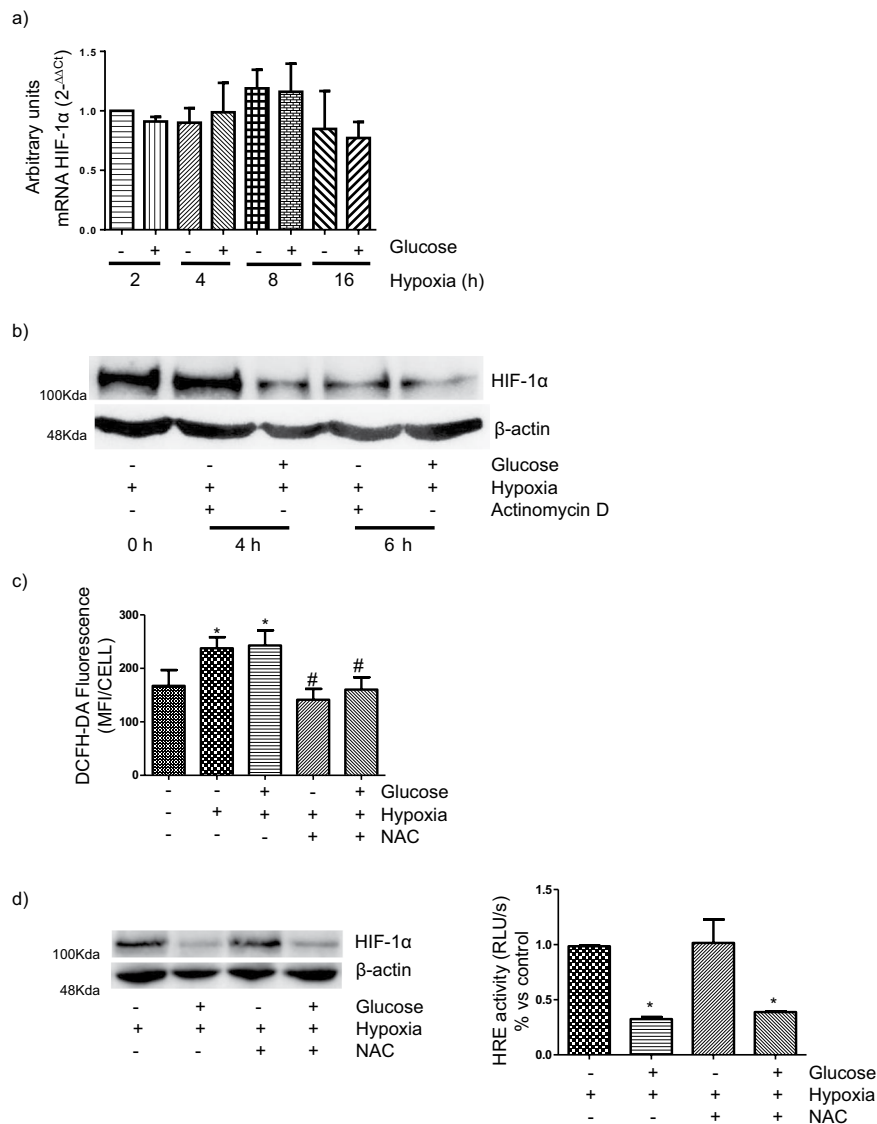 a)
Arbitrary units
mRNA HIF-1α (2-ΔΔCt)
1.5
1.0
0.5
0.0
- + - + - + - + Glucose
2 4 8 16 Hypoxia (h)
b)
HIF-1α
100Kda
β-actin
48Kda
- - + - + Glucose
+ + + + + Hypoxia
- + - + - Actinomycin D
0 h 4 h 6 h
c)
DCFH-DA Fluorescence
(MFI/CELL)
300
200
100
0
* * # #
- - + - + Glucose
- + + + + Hypoxia
- - - + + NAC
d)
HIF-1α
100Kda
β-actin
48Kda
- + - + Glucose
+ + + + Hypoxia
- - + + NAC
HRE activity (RLU/s)
% vs control
1.5
1.0
0.5
0.0
* *
- + - + Glucose
+ + + + Hypoxia
- - + + NAC